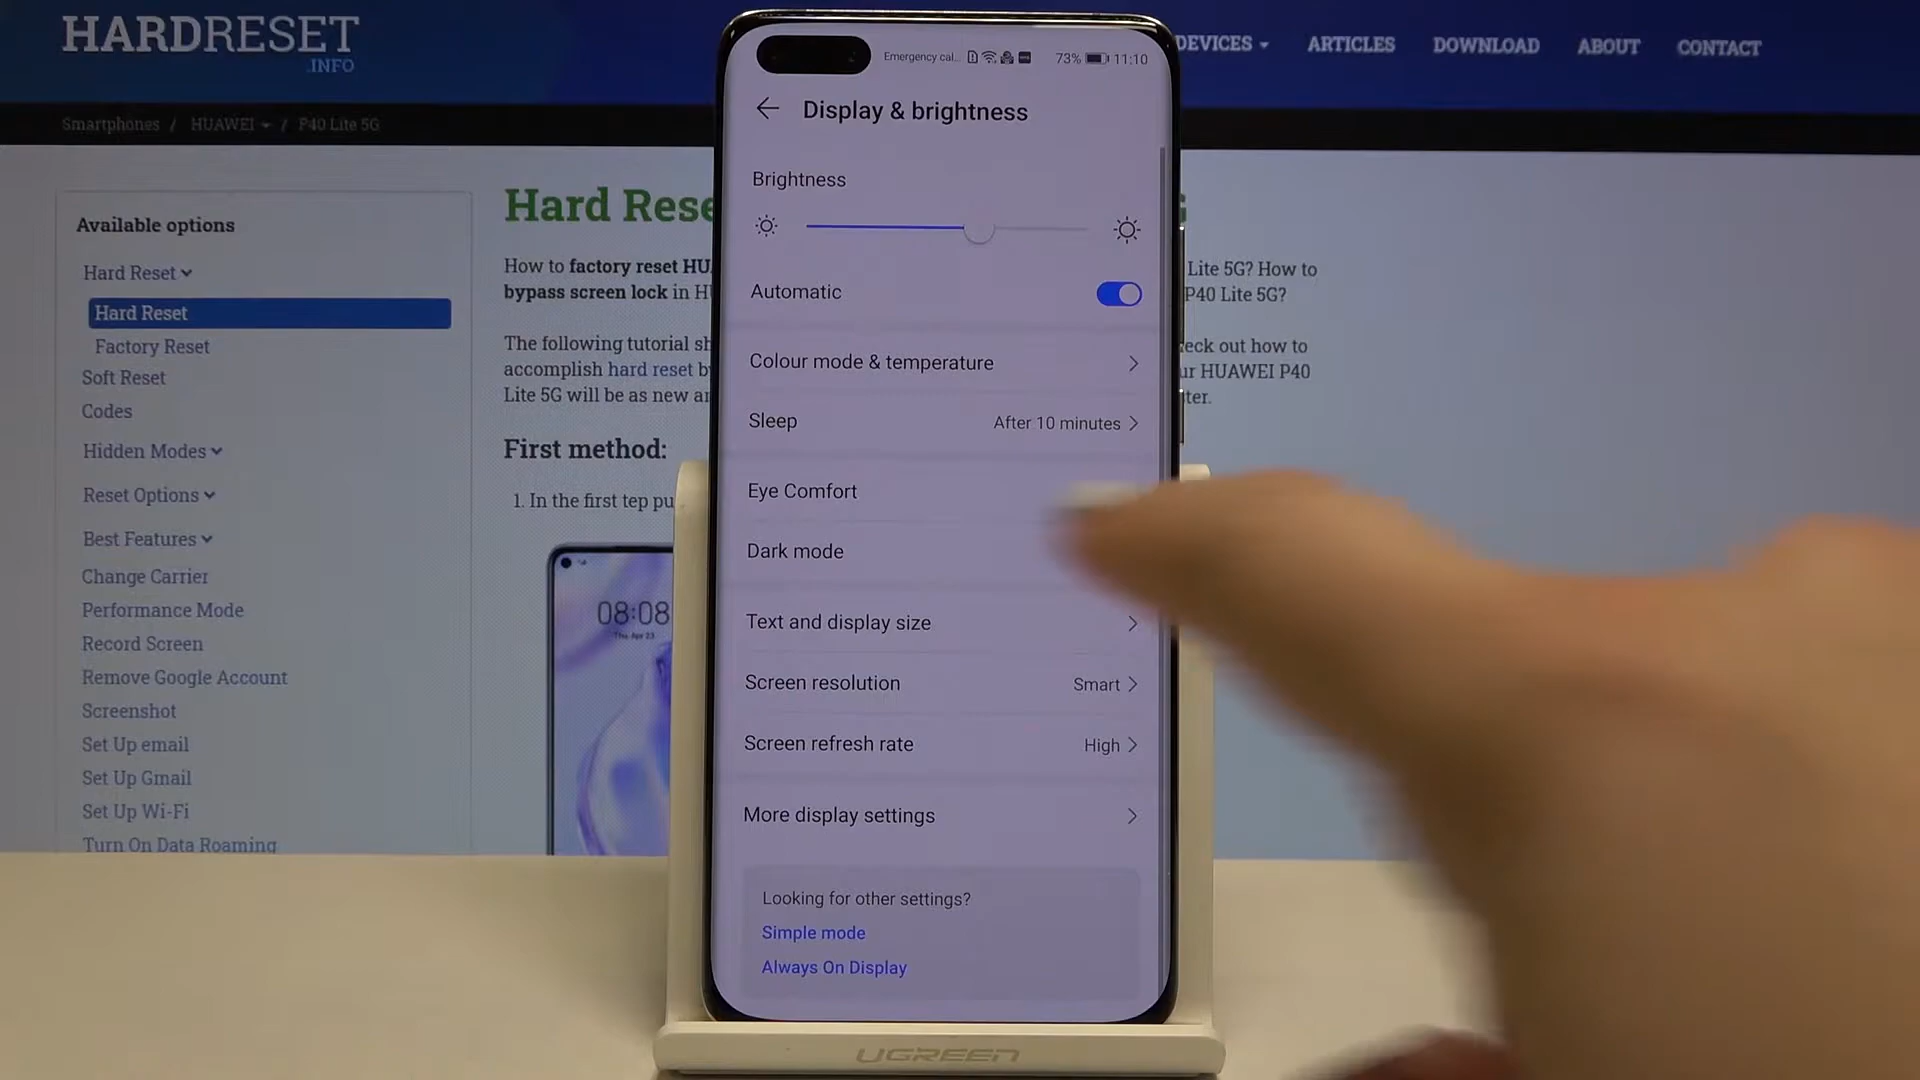 HARDRESET
.INFO
DEVICES
ARTICLES
DOWNLOAD
ABOUT
CONTACT
Smartphones / HUAWEI / P40 Lite 5G
Available options
Hard Reset
Hard Reset
Factory Reset
Soft Reset
Codes
Hidden Modes
Reset Options
Best Features
Change Carrier
Performance Mode
Record Screen
Remove Google Account
Screenshot
Set Up email
Set Up Gmail
Set Up Wi-Fi
Turn On Data Roaming
Hard Rese
G
How to factory reset HU
Lite 5G? How to
bypass screen lock in H
P40 Lite 5G?
The following tutorial sh
eck out how to
accomplish hard reset b
ur HUAWEI P40
Lite 5G will be as new a
ter.
First method:
1. In the first tep pu
08:08
Thu, Apr 23
Emergency cal... 73% 11:10
Display & brightness
Brightness
Automatic
Colour mode & temperature
Sleep After 10 minutes
Eye Comfort
Dark mode
Text and display size
Screen resolution Smart
Screen refresh rate High
More display settings
Looking for other settings?
Simple mode
Always On Display
UGREEN